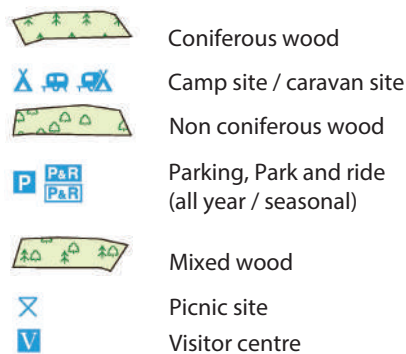 Coniferous wood
Camp site / caravan site
Non coniferous wood
P P&R Parking, Park and ride
P&R (all year / seasonal)
Mixed wood
Picnic site
V Visitor centre